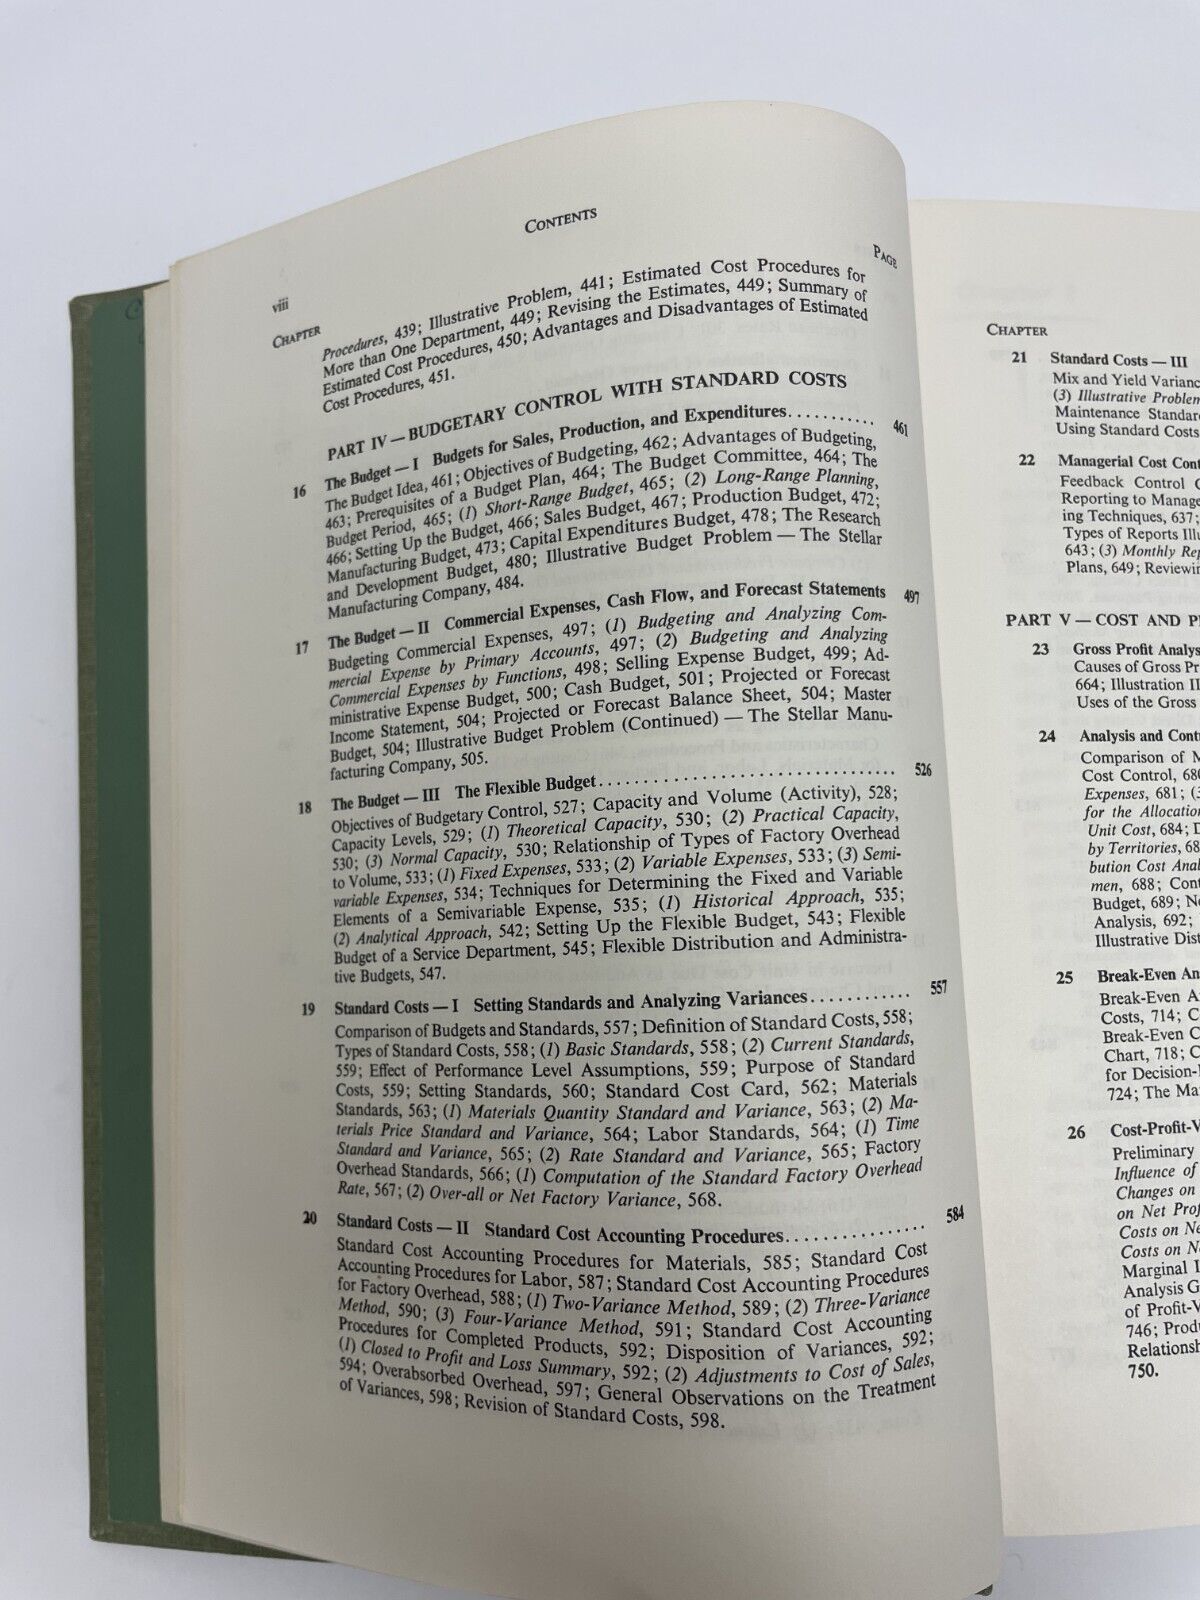 CONTENTS
viii
CHAPTER
PAGE
Procedures, 439; Illustrative Problem, 441; Estimated Cost Procedures for
More than One Department, 449; Revising the Estimates, 449; Summary of
Estimated Cost Procedures, 450; Advantages and Disadvantages of Estimated
Cost Procedures, 451.
PART IV — BUDGETARY CONTROL WITH STANDARD COSTS
16 The Budget — I Budgets for Sales, Production, and Expenditures........... 461
The Budget Idea, 461; Objectives of Budgeting, 462; Advantages of Budgeting,
463; Prerequisites of a Budget Plan, 464; The Budget Committee, 464; The
Budget Period, 465; (1) Short-Range Budget, 465; (2) Long-Range Planning,
466; Setting Up the Budget, 466; Sales Budget, 467; Production Budget, 472;
Manufacturing Budget, 473; Capital Expenditures Budget, 478; The Research
and Development Budget, 480; Illustrative Budget Problem — The Stellar
Manufacturing Company, 484.
17 The Budget — II Commercial Expenses, Cash Flow, and Forecast Statements 497
Budgeting Commercial Expenses, 497; (1) Budgeting and Analyzing Com-
mercial Expense by Primary Accounts, 497; (2) Budgeting and Analyzing
Commercial Expenses by Functions, 498; Selling Expense Budget, 499; Ad-
ministrative Expense Budget, 500; Cash Budget, 501; Projected or Forecast
Income Statement, 504; Projected or Forecast Balance Sheet, 504; Master
Budget, 504; Illustrative Budget Problem (Continued) — The Stellar Manu-
facturing Company, 505.
18 The Budget — III The Flexible Budget................................ 526
Objectives of Budgetary Control, 527; Capacity and Volume (Activity), 528;
Capacity Levels, 529; (1) Theoretical Capacity, 530; (2) Practical Capacity,
530; (3) Normal Capacity, 530; Relationship of Types of Factory Overhead
to Volume, 533; (1) Fixed Expenses, 533; (2) Variable Expenses, 533; (3) Semi-
variable Expenses, 534; Techniques for Determining the Fixed and Variable
Elements of a Semivariable Expense, 535; (1) Historical Approach, 535;
(2) Analytical Approach, 542; Setting Up the Flexible Budget, 543; Flexible
Budget of a Service Department, 545; Flexible Distribution and Administra-
tive Budgets, 547.
19 Standard Costs — I Setting Standards and Analyzing Variances............ 557
Comparison of Budgets and Standards, 557; Definition of Standard Costs, 558;
Types of Standard Costs, 558; (1) Basic Standards, 558; (2) Current Standards,
559; Effect of Performance Level Assumptions, 559; Purpose of Standard
Costs, 559; Setting Standards, 560; Standard Cost Card, 562; Materials
Standards, 563; (1) Materials Quantity Standard and Variance, 563; (2) Ma-
terials Price Standard and Variance, 564; Labor Standards, 564; (1) Time
Standard and Variance, 565; (2) Rate Standard and Variance, 565; Factory
Overhead Standards, 566; (1) Computation of the Standard Factory Overhead
Rate, 567; (2) Over-all or Net Factory Variance, 568.
20 Standard Costs — II Standard Cost Accounting Procedures................ 584
Standard Cost Accounting Procedures for Materials, 585; Standard Cost
Accounting Procedures for Labor, 587; Standard Cost Accounting Procedures
for Factory Overhead, 588; (1) Two-Variance Method, 589; (2) Three-Variance
Method, 590; (3) Four-Variance Method, 591; Standard Cost Accounting
Procedures for Completed Products, 592; Disposition of Variances, 592;
(1) Closed to Profit and Loss Summary, 592; (2) Adjustments to Cost of Sales,
594; Overabsorbed Overhead, 597; General Observations on the Treatment
of Variances, 598; Revision of Standard Costs, 598.
CHAPTER
21 Standard Costs — III
Mix and Yield Varianc
(3) Illustrative Problem
Maintenance Standar
Using Standard Costs
22 Managerial Cost Cont
Feedback Control C
Reporting to Manage
ing Techniques, 637;
Types of Reports Illu
643; (3) Monthly Rep
Plans, 649; Reviewin
PART V — COST AND P
23 Gross Profit Analys
Causes of Gross Pr
664; Illustration II
Uses of the Gross
24 Analysis and Contr
Comparison of M
Cost Control, 680
Expenses, 681; (3
for the Allocation
Unit Cost, 684; D
by Territories, 68
bution Cost Anal
men, 688; Cont
Budget, 689; Ne
Analysis, 692;
Illustrative Dist
25 Break-Even An
Break-Even A
Costs, 714; C
Break-Even C
Chart, 718; C
for Decision-
724; The Ma
26 Cost-Profit-V
Preliminary
Influence of
Changes on
on Net Prof
Costs on Ne
Costs on Ne
Marginal I
Analysis G
of Profit-V
746; Produ
Relationsh
750.